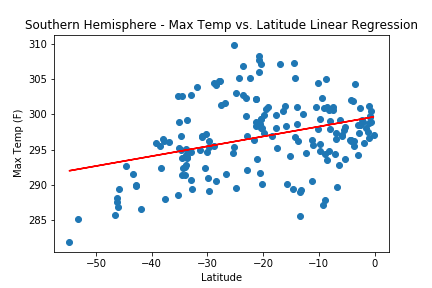 Southern Hemisphere - Max Temp vs. Latitude Linear Regression
310
305
300
295
290
285
Max Temp (F)
−50 −40 −30 −20 −10 0
Latitude